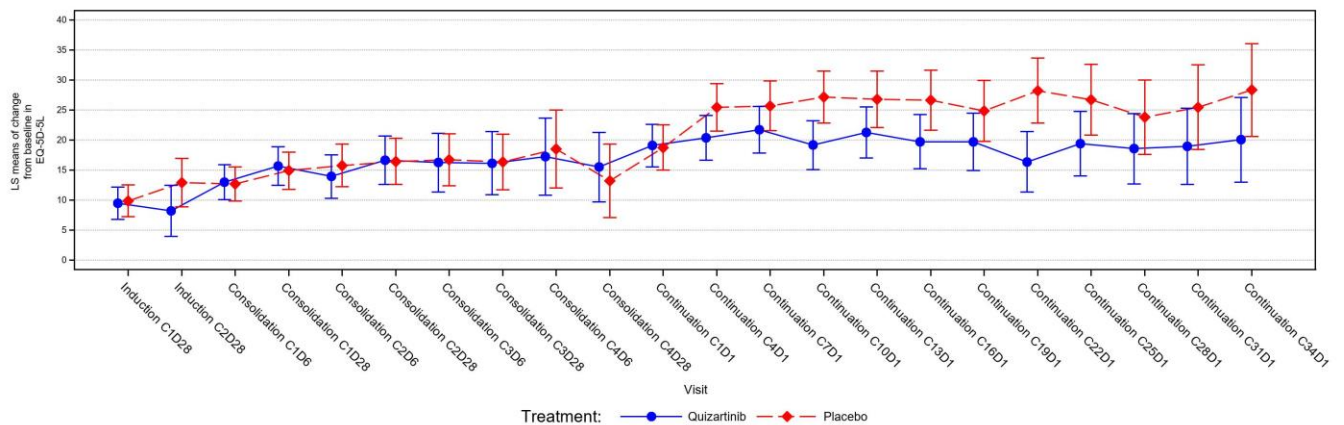 LS means of change
from baseline in
EQ-5D-5L
40
35
30
25
20
15
10
5
0
Induction C1D28
Induction C2D28
Consolidation C1D6
Consolidation C1D28
Consolidation C2D6
Consolidation C2D28
Consolidation C3D6
Consolidation C3D28
Consolidation C4D6
Consolidation C4D28
Continuation C1D1
Continuation C4D1
Continuation C7D1
Continuation C10D1
Continuation C13D1
Continuation C16D1
Continuation C19D1
Continuation C22D1
Continuation C25D1
Continuation C28D1
Continuation C31D1
Continuation C34D1
Visit
Treatment: Quizartinib Placebo